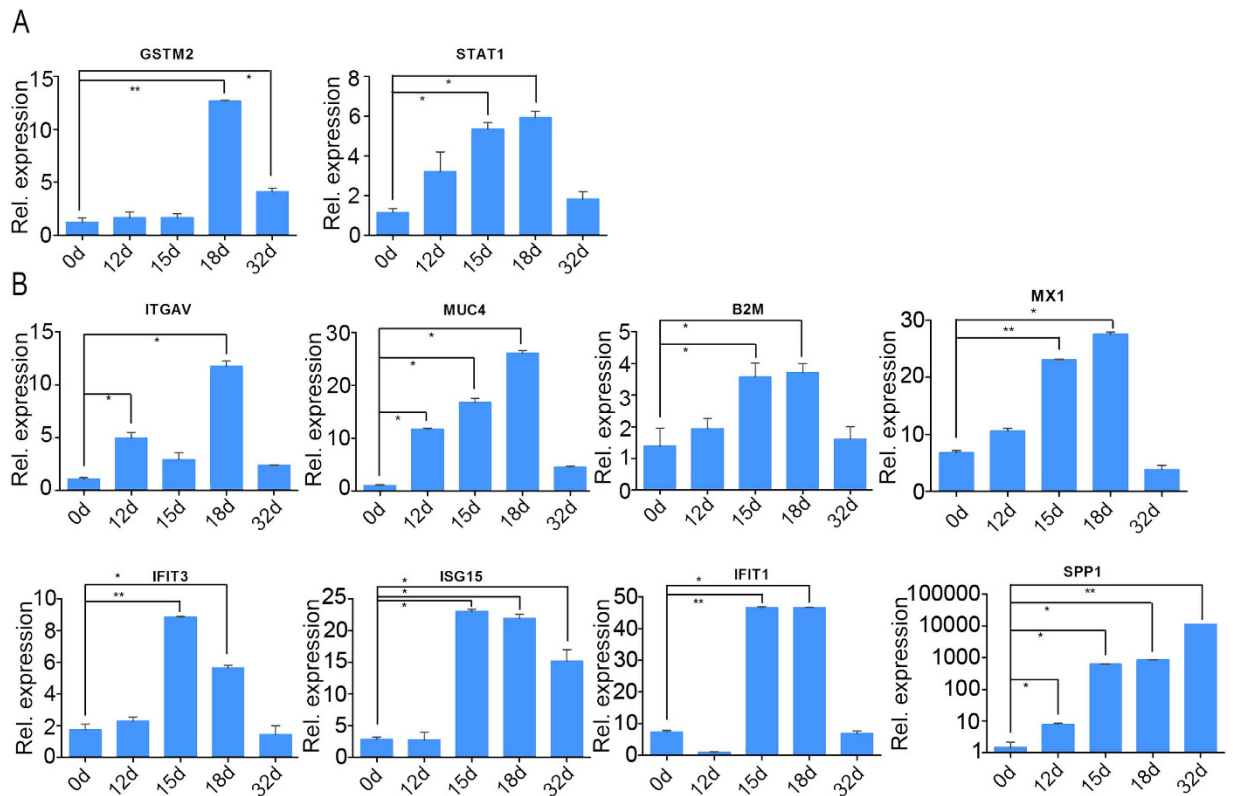 A
GSTM2
Rel. expression
15
10
5
0
**
*
0d 12d 15d 18d 32d
STAT1
Rel. expression
8
6
4
2
0
*
*
0d 12d 15d 18d 32d
B
ITGAV
Rel. expression
15
10
5
0
*
*
0d 12d 15d 18d 32d
MUC4
Rel. expression
30
20
10
0
*
*
*
0d 12d 15d 18d 32d
B2M
Rel. expression
5
4
3
2
1
0
*
*
0d 12d 15d 18d 32d
MX1
Rel. expression
30
20
10
0
*
**
0d 12d 15d 18d 32d
IFIT3
Rel. expression
10
8
6
4
2
0
*
**
0d 12d 15d 18d 32d
ISG15
Rel. expression
25
20
15
10
5
0
*
*
*
0d 12d 15d 18d 32d
IFIT1
Rel. expression
50
40
30
20
10
0
*
**
0d 12d 15d 18d 32d
SPP1
Rel. expression
100000
10000
1000
100
10
1
**
*
*
*
0d 12d 15d 18d 32d